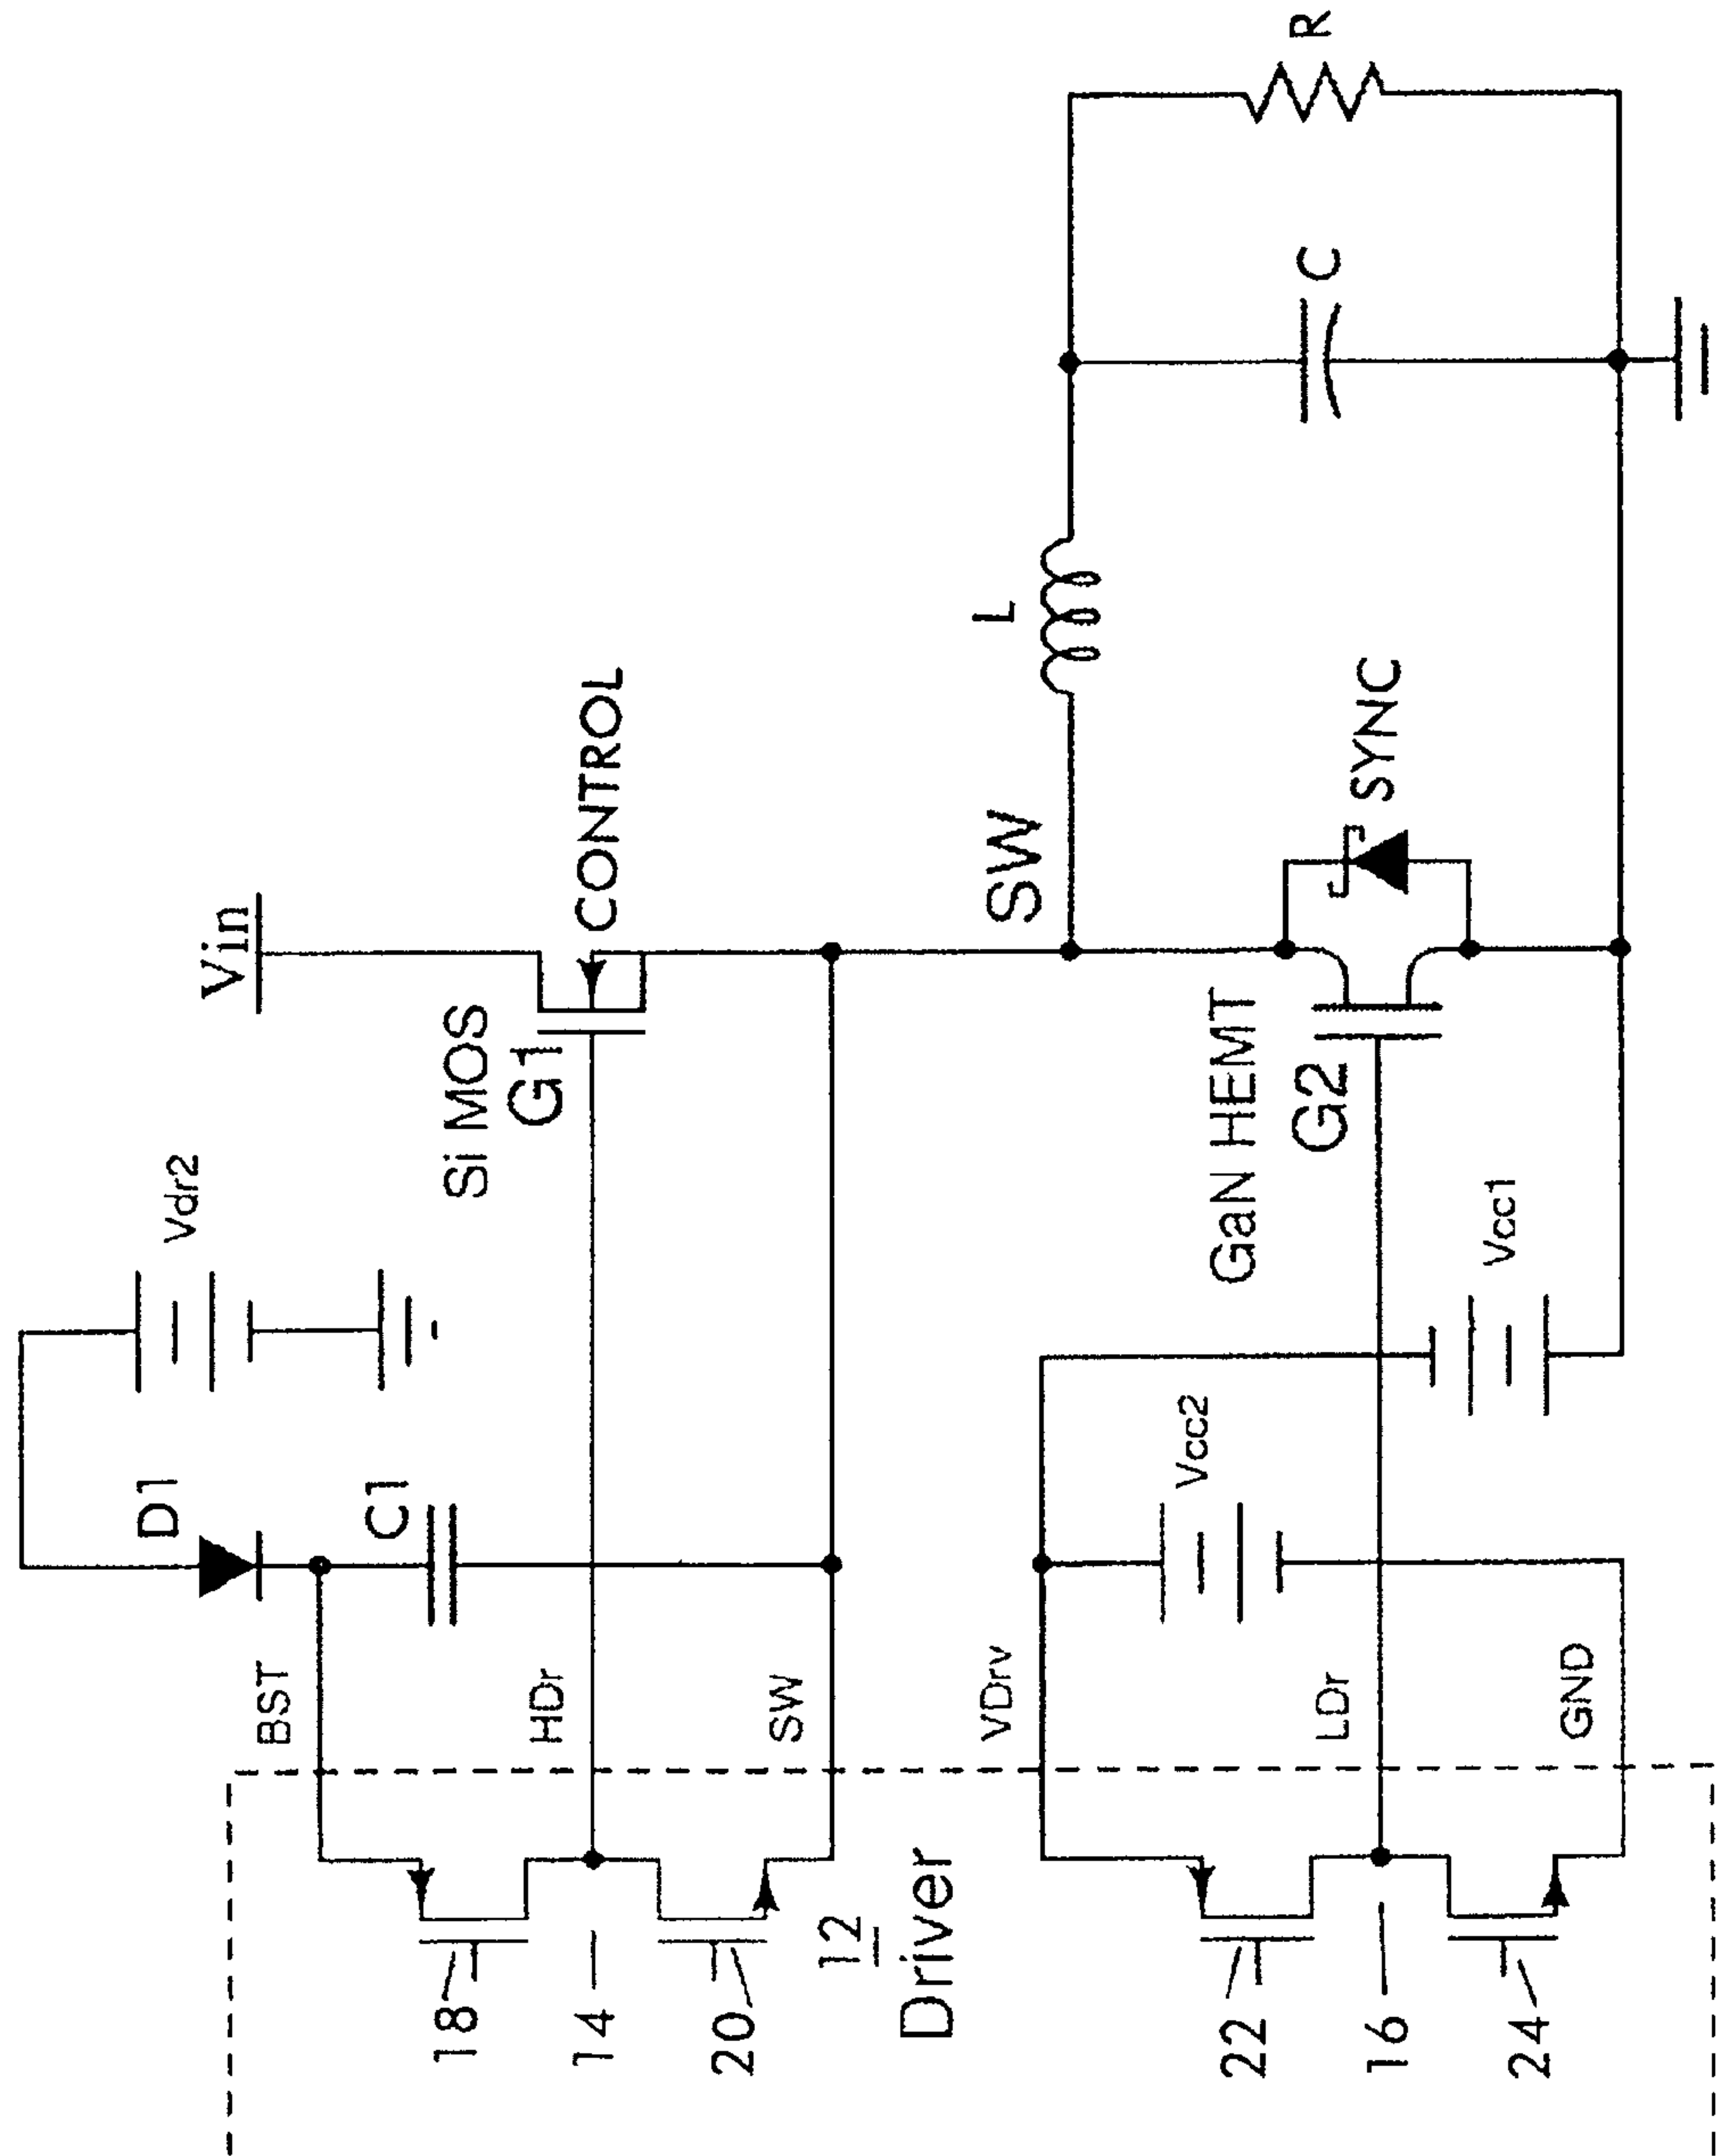 Vin
Vdr2
D1
C1
BST
Si MOS
G1
CONTROL
HDr
SW
18
14
20
12
Driver
SW
L
C
R
VDrv
Vcc2
Vcc1
GaN HEMT
G2
SYNC
LDr
GND
22
16
24